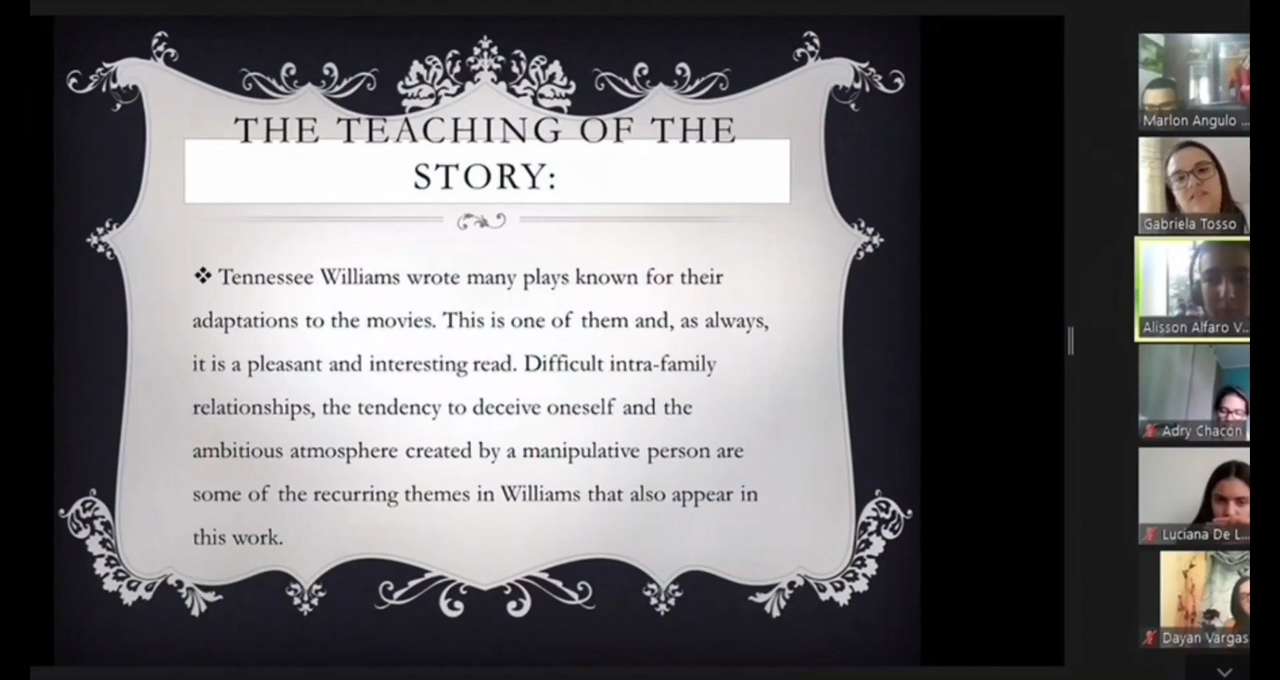 THE TEACHING OF THE
STORY:
❖ Tennessee Williams wrote many plays known for their
adaptations to the movies. This is one of them and, as always,
it is a pleasant and interesting read. Difficult intra-family
relationships, the tendency to deceive oneself and the
ambitious atmosphere created by a manipulative person are
some of the recurring themes in Williams that also appear in
this work.
Marlon Angulo ...
Gabriela Tosso
Alisson Alfaro V...
Adry Chacon
Luciana De L...
Dayan Vargas